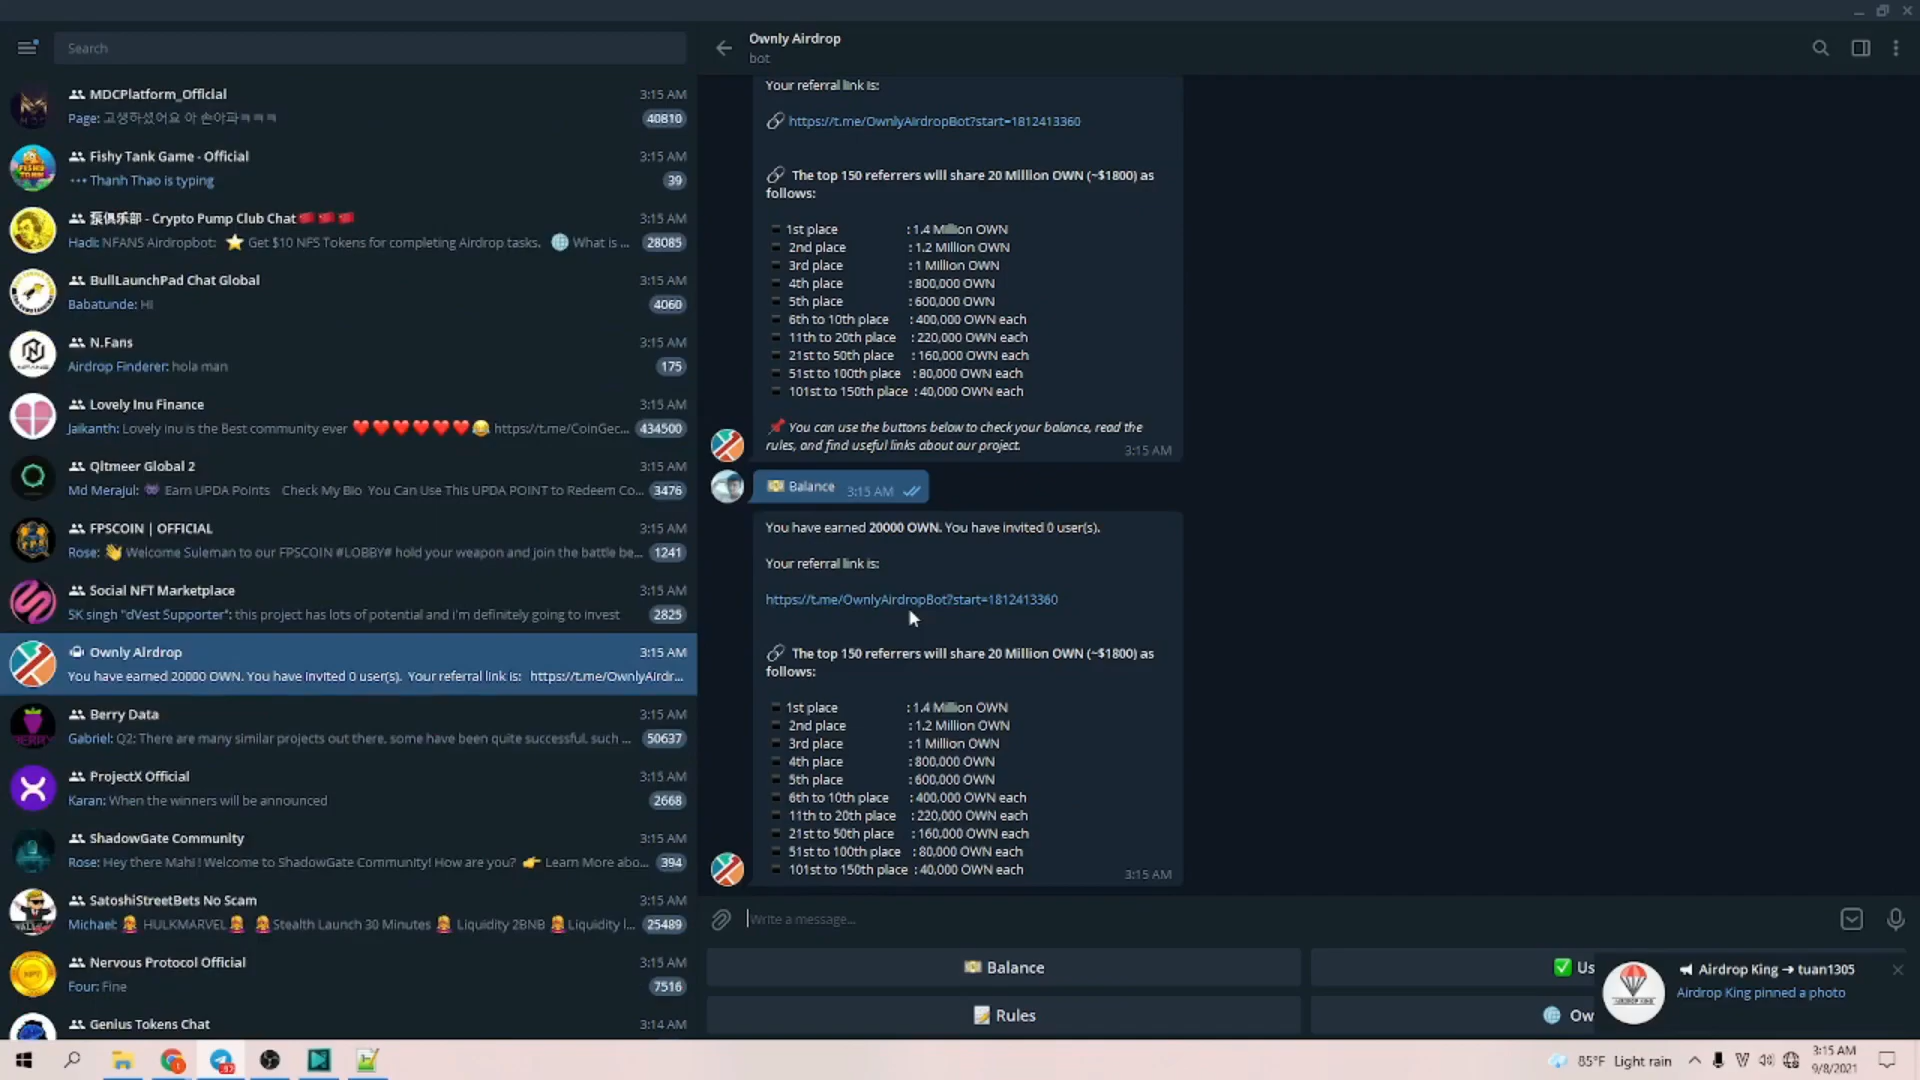 Search
MDCPlatform_Official
3:15 AM
Page: 고생하셨어요 아 손아파ㅋㅋㅋ
40810
Fishy Tank Game - Official
3:15 AM
Thanh Thao is typing
39
泵俱乐部 - Crypto Pump Club Chat
3:15 AM
Hadi: NFANS Airdropbot: ⭐ Get $10 NFS Tokens for completing Airdrop tasks. 🌐 What is ...
28085
BullLaunchPad Chat Global
3:15 AM
Babatunde: Hi
4060
N.Fans
3:15 AM
Airdrop Finderer: hola man
175
Lovely Inu Finance
3:15 AM
Jaikanth: Lovely inu is the Best community ever ❤️❤️❤️❤️❤️❤️😂 https://t.me/CoinGec...
434500
Qitmeer Global 2
3:15 AM
Md Merajul: 👾 Earn UPDA Points Check My Bio You Can Use This UPDA POINT to Redeem Co...
3476
FPSCOIN | OFFICIAL
3:15 AM
Rose: 👋 Welcome Suleman to our FPSCOIN #LOBBY# hold your weapon and join the battle be...
1241
Social NFT Marketplace
3:15 AM
SK singh "dVest Supporter": this project has lots of potential and i'm definitely going to invest
2825
Ownly Airdrop
3:15 AM
You have earned 20000 OWN. You have invited 0 user(s). Your referral link is: https://t.me/OwnlyAirdr...
Berry Data
3:15 AM
Gabriel: Q2: There are many similar projects out there. some have been quite successful. such ...
50637
ProjectX Official
3:15 AM
Karan: When the winners will be announced
2668
ShadowGate Community
3:15 AM
Rose: Hey there Mahi ! Welcome to ShadowGate Community! How are you? 👉 Learn More abo...
394
SatoshiStreetBets No Scam
3:15 AM
Michael: HULKMARVEL Stealth Launch 30 Minutes Liquidity 2BNB Liquidity l...
25489
Nervous Protocol Official
3:15 AM
Four: Fine
7516
Genius Tokens Chat
3:14 AM
Ownly Airdrop
bot
Your referral link is:
https://t.me/OwnlyAirdropBot?start=1812413360
The top 150 referrers will share 20 Million OWN (~$1800) as
follows:
1st place : 1.4 Million OWN
2nd place : 1.2 Million OWN
3rd place : 1 Million OWN
4th place : 800,000 OWN
5th place : 600,000 OWN
6th to 10th place : 400,000 OWN each
11th to 20th place : 220,000 OWN each
21st to 50th place : 160,000 OWN each
51st to 100th place : 80,000 OWN each
101st to 150th place : 40,000 OWN each
You can use the buttons below to check your balance, read the
rules, and find useful links about our project.
3:15 AM
Balance 3:15 AM
You have earned 20000 OWN. You have invited 0 user(s).
Your referral link is:
https://t.me/OwnlyAirdropBot?start=1812413360
The top 150 referrers will share 20 Million OWN (~$1800) as
follows:
1st place : 1.4 Million OWN
2nd place : 1.2 Million OWN
3rd place : 1 Million OWN
4th place : 800,000 OWN
5th place : 600,000 OWN
6th to 10th place : 400,000 OWN each
11th to 20th place : 220,000 OWN each
21st to 50th place : 160,000 OWN each
51st to 100th place : 80,000 OWN each
101st to 150th place : 40,000 OWN each
3:15 AM
Write a message...
Balance
Us
Rules
Ow
Airdrop King ➔ tuan1305
Airdrop King pinned a photo
85°F Light rain
3:15 AM
9/8/2021